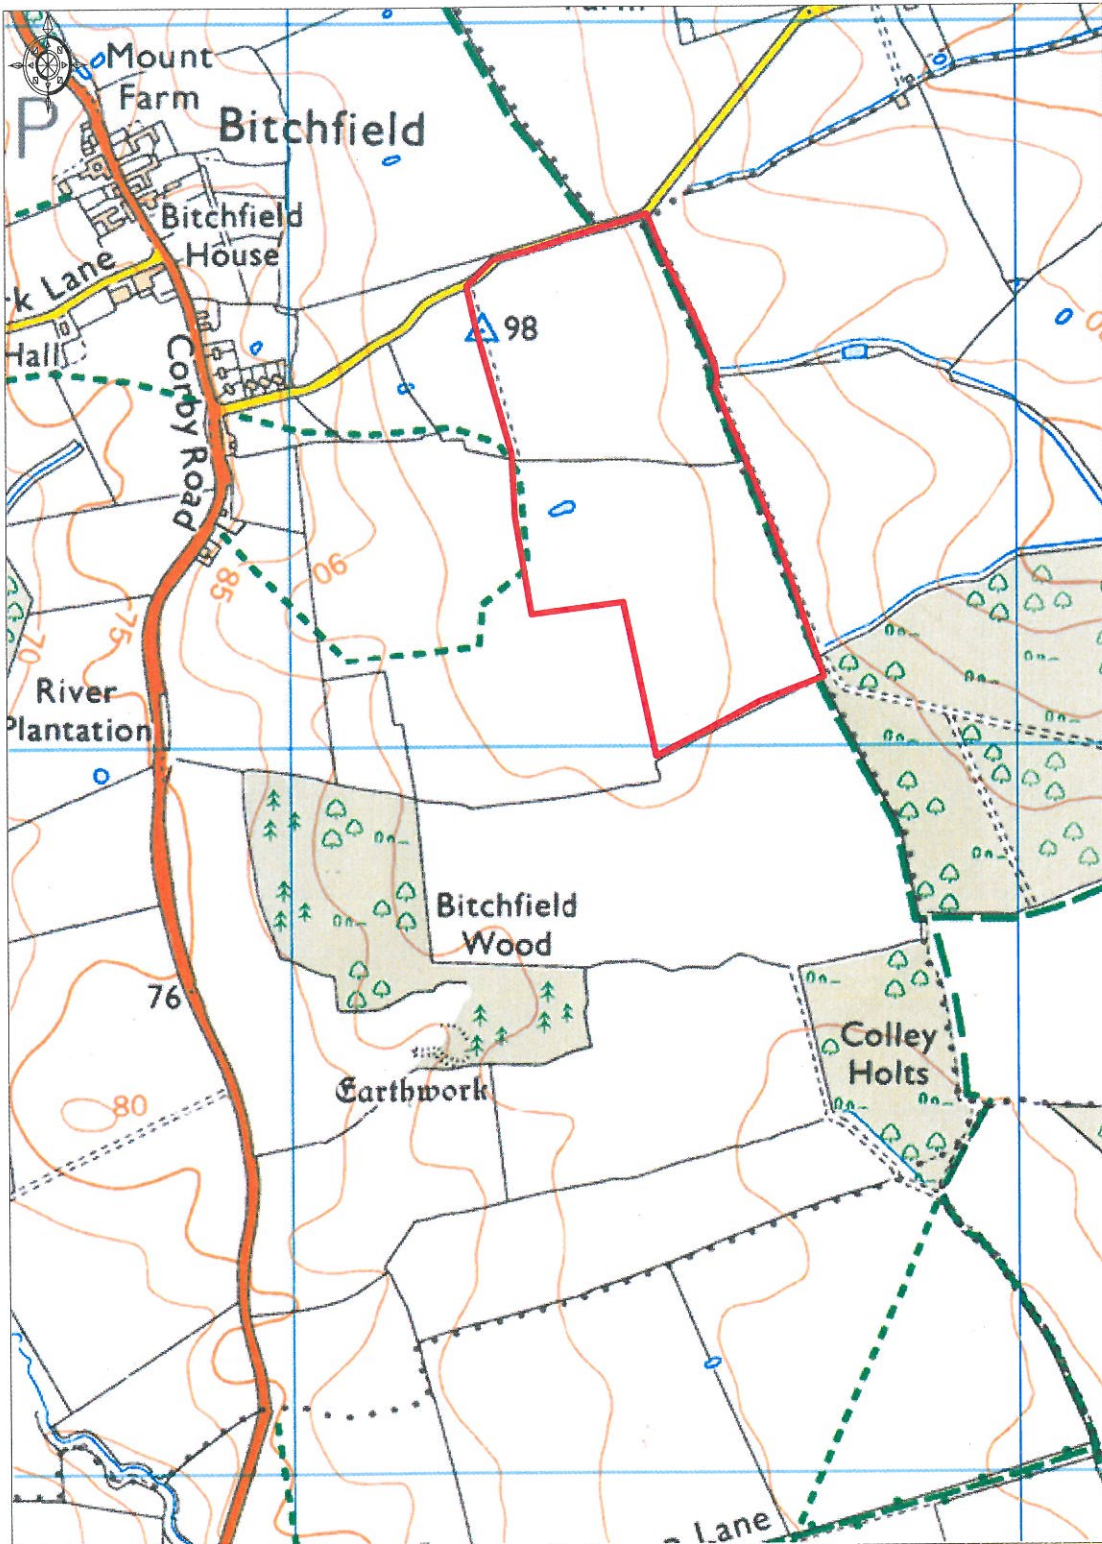 Mount
Farm
P
Bitchfield
Bitchfield
House
k Lane
Hall
98
Corby Road
90
85
75
70
River
Plantation
Bitchfield
Wood
76
Colley
Holts
Earthwork
80
Lane